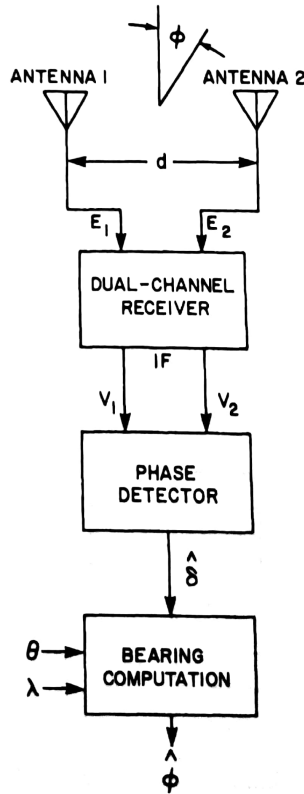 ϕ
ANTENNA 1 ANTENNA 2
d
E₁ E₂
DUAL-CHANNEL
RECEIVER
IF
V₁ V₂
PHASE
DETECTOR
δ̂
θ
λ
BEARING
COMPUTATION
ϕ̂